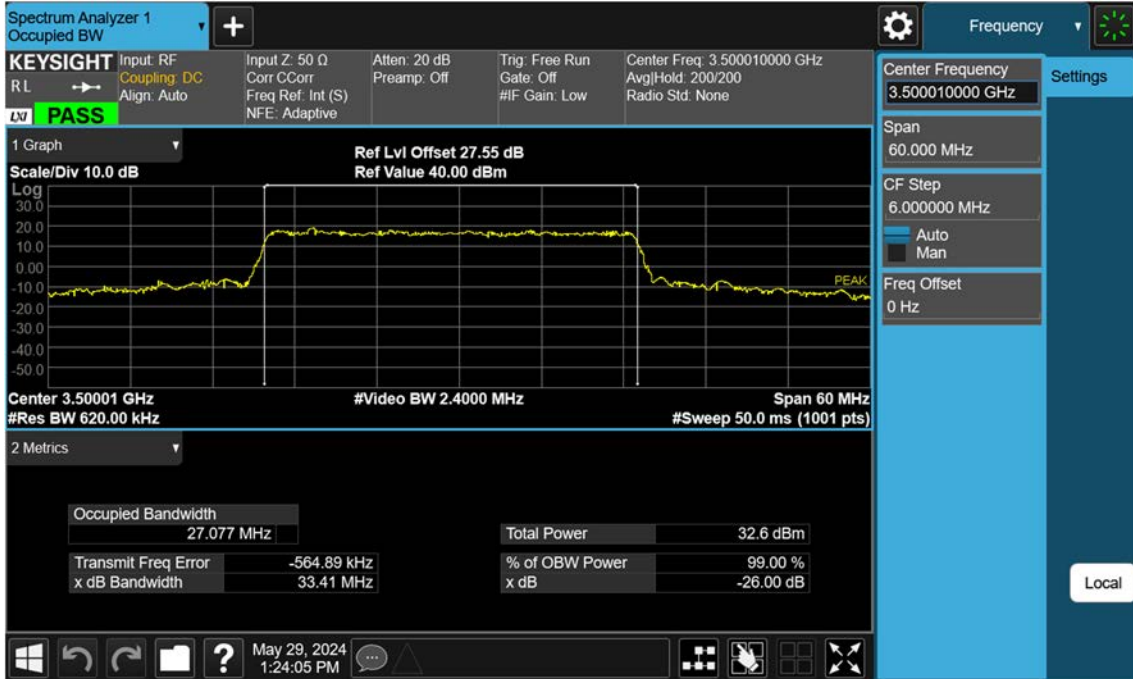 Spectrum Analyzer 1
Occupied BW
+
Frequency
KEYSIGHT
R L
LXI
PASS
Input: RF
Coupling: DC
Align: Auto
Input Z: 50 Ω
Corr CCorr
Freq Ref: Int (S)
NFE: Adaptive
Atten: 20 dB
Preamp: Off
Trig: Free Run
Gate: Off
#IF Gain: Low
Center Freq: 3.500010000 GHz
Avg|Hold: 200/200
Radio Std: None
Center Frequency
3.500010000 GHz
Settings
Span
60.000 MHz
CF Step
6.000000 MHz
Auto
Man
Freq Offset
0 Hz
Local
1 Graph
Scale/Div 10.0 dB
Ref Lvl Offset 27.55 dB
Ref Value 40.00 dBm
Log
30.0
20.0
10.0
0.00
-10.0
-20.0
-30.0
-40.0
-50.0
PEAK
Center 3.50001 GHz
#Video BW 2.4000 MHz
Span 60 MHz
#Res BW 620.00 kHz
#Sweep 50.0 ms (1001 pts)
2 Metrics
Occupied Bandwidth
27.077 MHz
Total Power 32.6 dBm
Transmit Freq Error -564.89 kHz
% of OBW Power 99.00 %
x dB Bandwidth 33.41 MHz
x dB -26.00 dB
?
May 29, 2024
1:24:05 PM